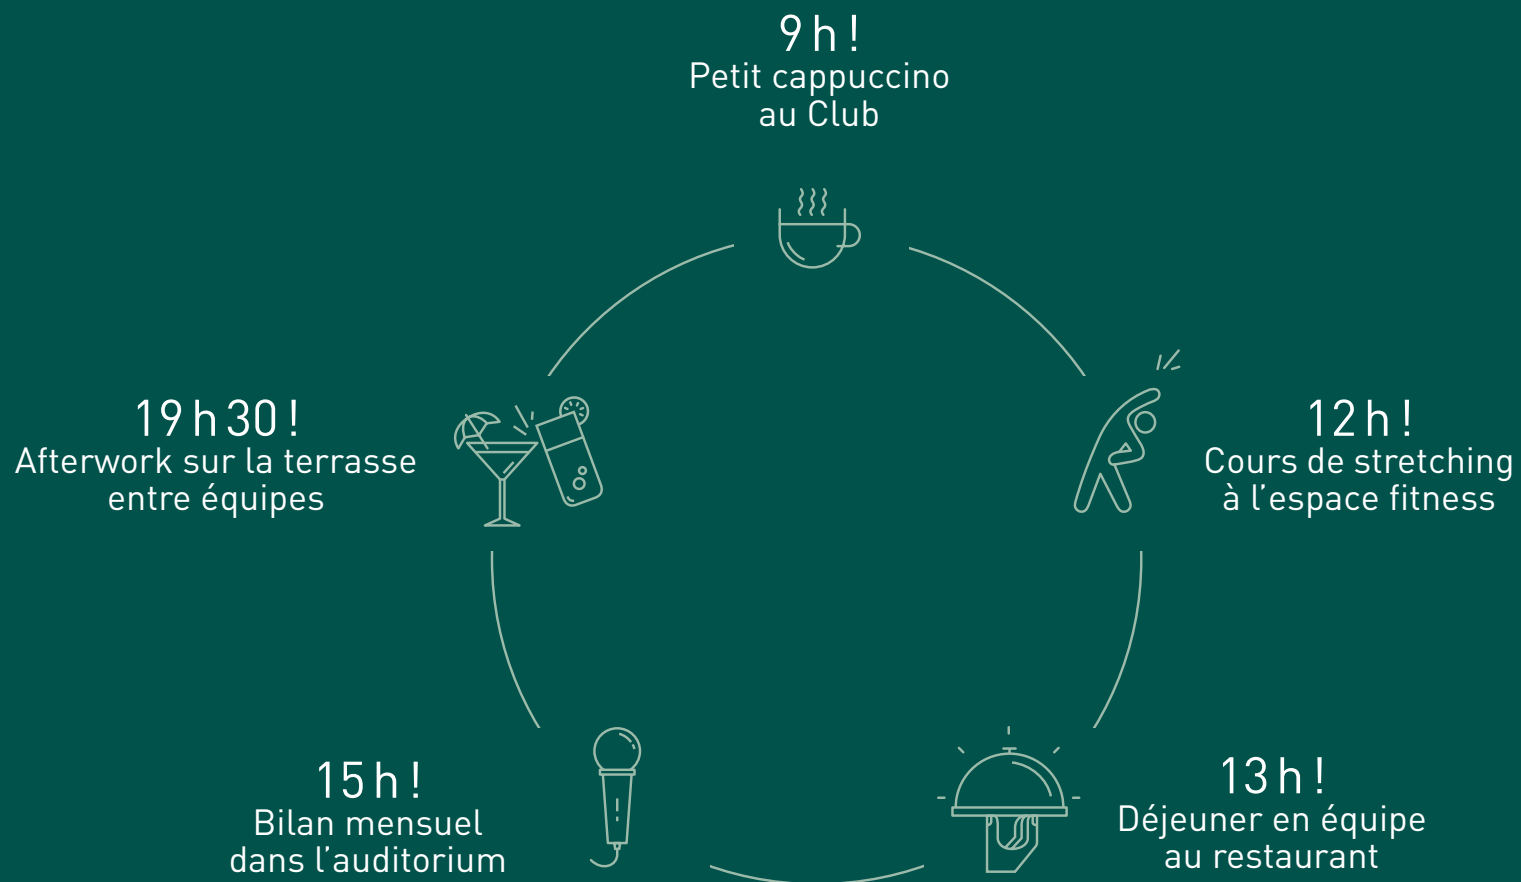 9 h !
Petit cappuccino
au Club
12 h !
Cours de stretching
à l’espace fitness
13 h !
Déjeuner en équipe
au restaurant
15 h !
Bilan mensuel
dans l’auditorium
19 h 30 !
Afterwork sur la terrasse
entre équipes